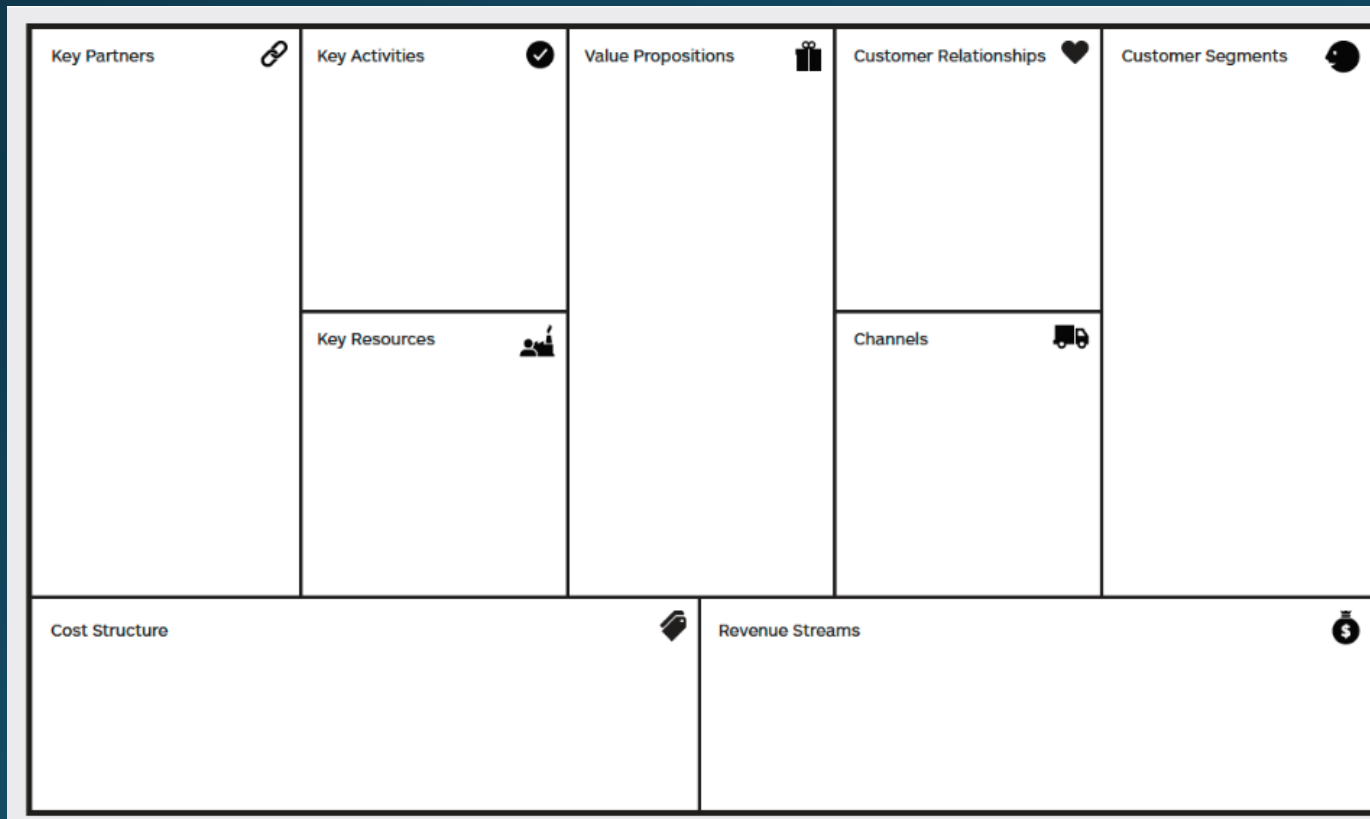 Key Partners
Key Activities
Value Propositions
Customer Relationships
Customer Segments
Key Resources
Channels
Cost Structure
Revenue Streams
$